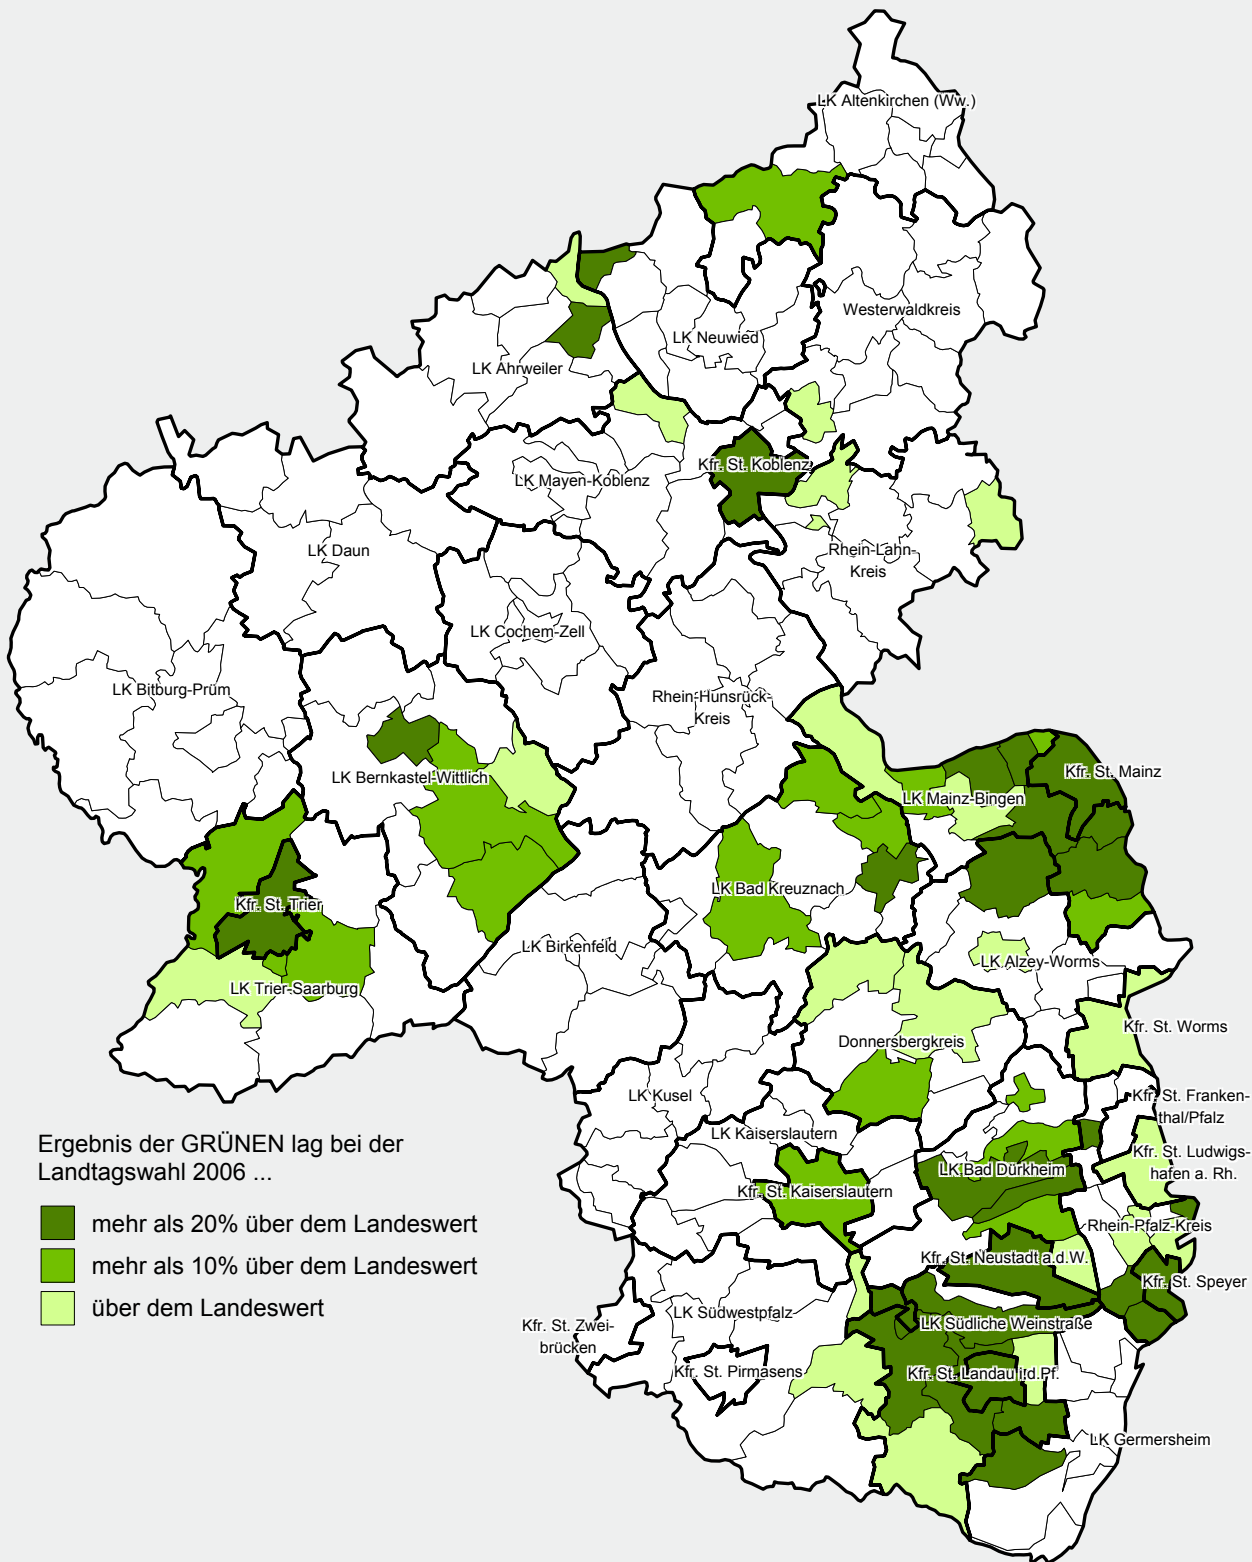 LK Altenkirchen (Ww.)
Westerwaldkreis
LK Neuwied
LK Ahrweiler
Kfr. St. Koblenz
LK Mayen-Koblenz
LK Daun
Rhein-Lahn-
Kreis
LK Cochem-Zell
LK Bitburg-Prüm
Rhein-Hunsrück-
Kreis
LK Bernkastel-Wittlich
Kfr. St. Mainz
LK Mainz-Bingen
LK Bad Kreuznach
Kfr. St. Trier
LK Birkenfeld
LK Alzey-Worms
LK Trier-Saarburg
Kfr. St. Worms
Donnersbergkreis
LK Kusel
Kfr. St. Franken-
thal/Pfalz
LK Kaiserslautern
Kfr. St. Ludwigs-
hafen a. Rh.
LK Bad Dürkheim
Kfr. St. Kaiserslautern
Rhein-Pfalz-Kreis
Kfr. St. Neustadt a.d.W.
Kfr. St. Speyer
LK Südwestpfalz
LK Südliche Weinstraße
Kfr. St. Zwei-
brücken
Kfr. St. Pirmasens
Kfr. St. Landau i.d.Pf.
LK Germersheim
Ergebnis der GRÜNEN lag bei der
Landtagswahl 2006 ...
mehr als 20% über dem Landeswert
mehr als 10% über dem Landeswert
über dem Landeswert